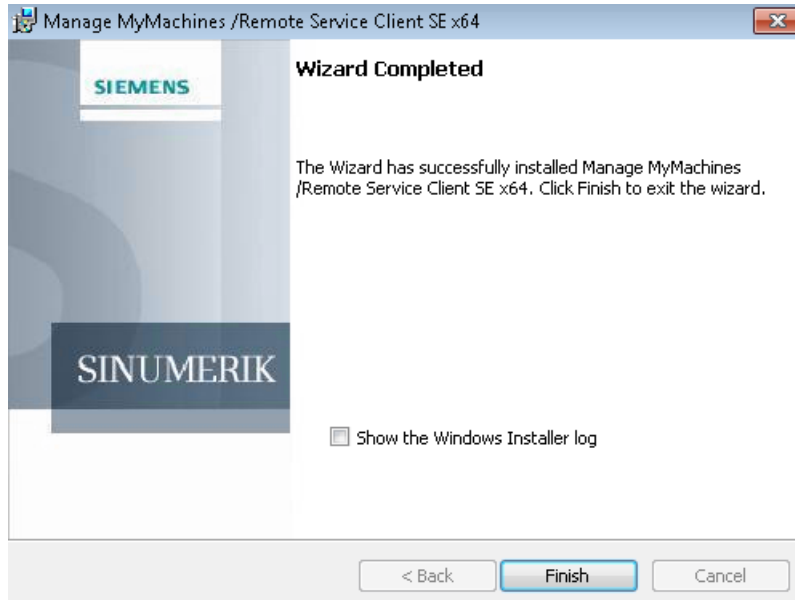 Manage MyMachines /Remote Service Client SE x64
SIEMENS
Wizard Completed
The Wizard has successfully installed Manage MyMachines
/Remote Service Client SE x64. Click Finish to exit the wizard.
SINUMERIK
Show the Windows Installer log
< Back Finish Cancel